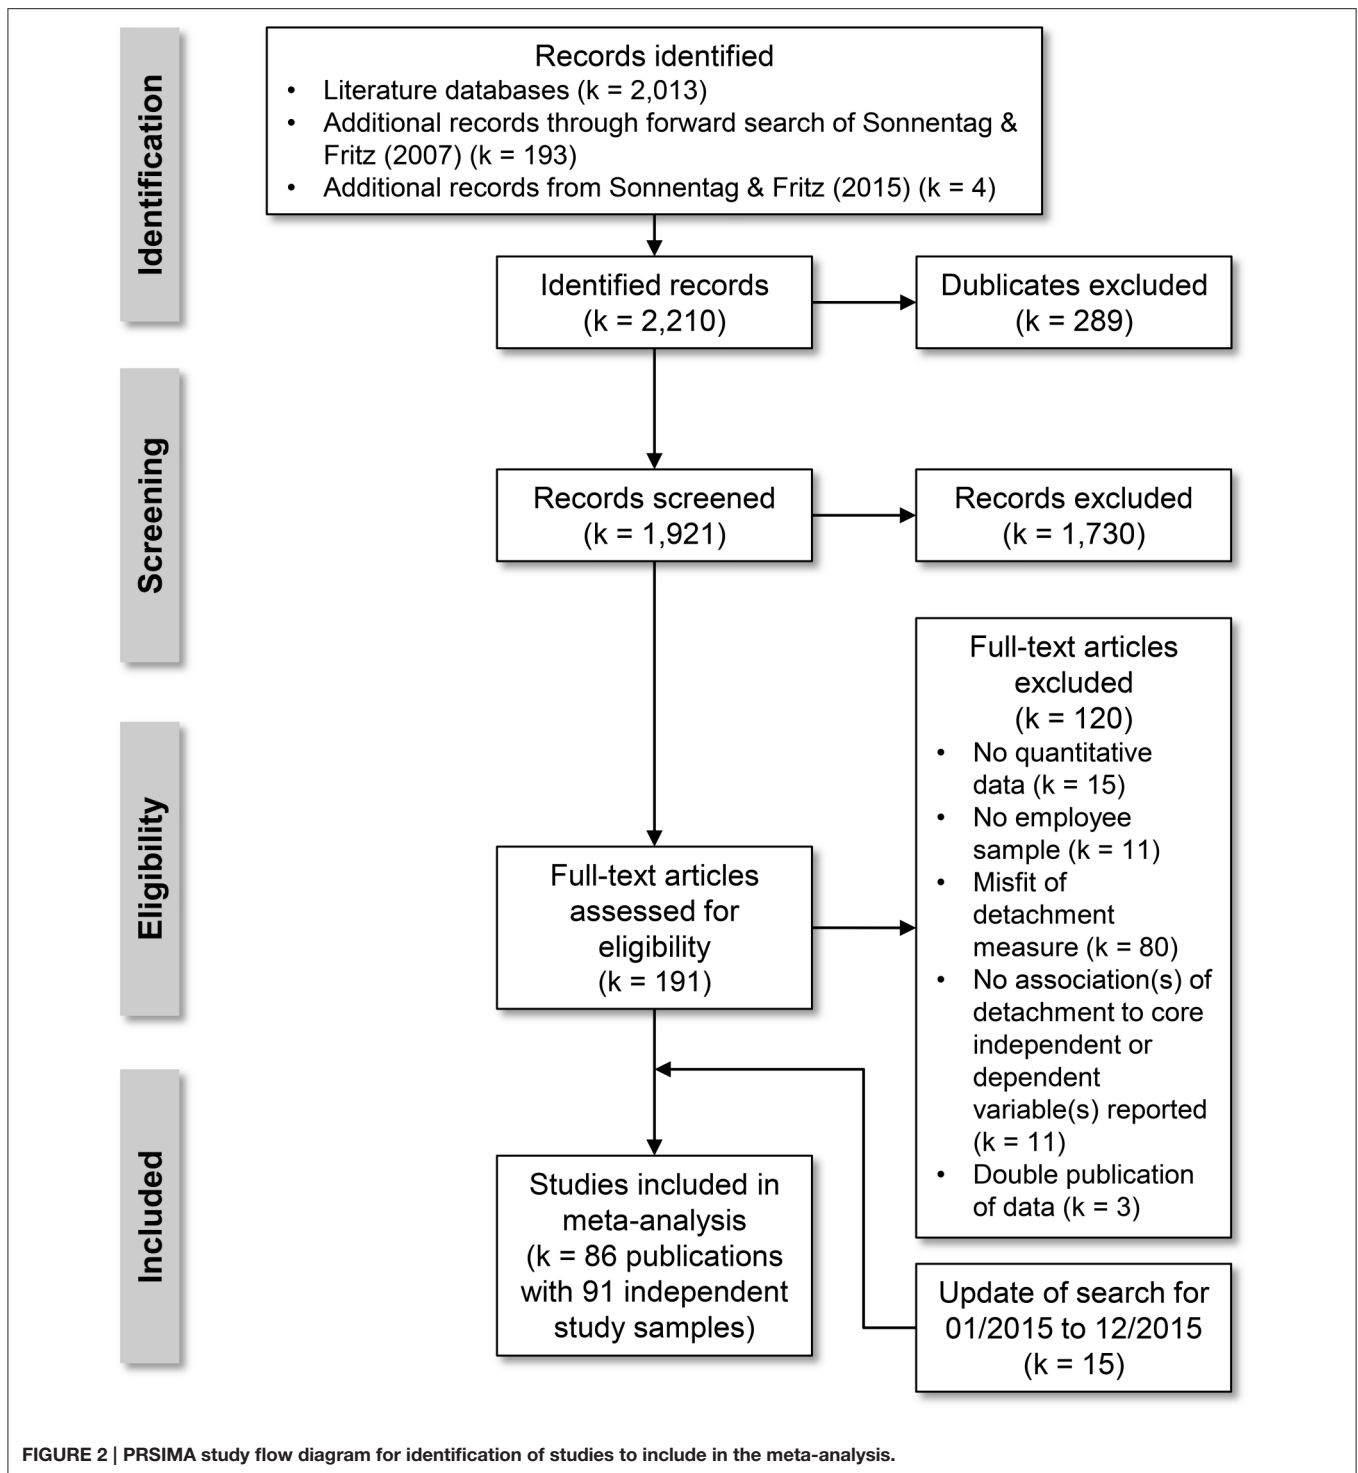 Identification
Records identified
• Literature databases (k = 2,013)
• Additional records through forward search of Sonnentag &
Fritz (2007) (k = 193)
• Additional records from Sonnentag & Fritz (2015) (k = 4)
Identified records
(k = 2,210)
Dublicates excluded
(k = 289)
Screening
Records screened
(k = 1,921)
Records excluded
(k = 1,730)
Eligibility
Full-text articles
assessed for
eligibility
(k = 191)
Full-text articles
excluded
(k = 120)
• No quantitative
data (k = 15)
• No employee
sample (k = 11)
• Misfit of
detachment
measure (k = 80)
• No association(s) of
detachment to core
independent or
dependent
variable(s) reported
(k = 11)
• Double publication
of data (k = 3)
Included
Studies included in
meta-analysis
(k = 86 publications
with 91 independent
study samples)
Update of search for
01/2015 to 12/2015
(k = 15)
FIGURE 2 | PRSIMA study flow diagram for identification of studies to include in the meta-analysis.